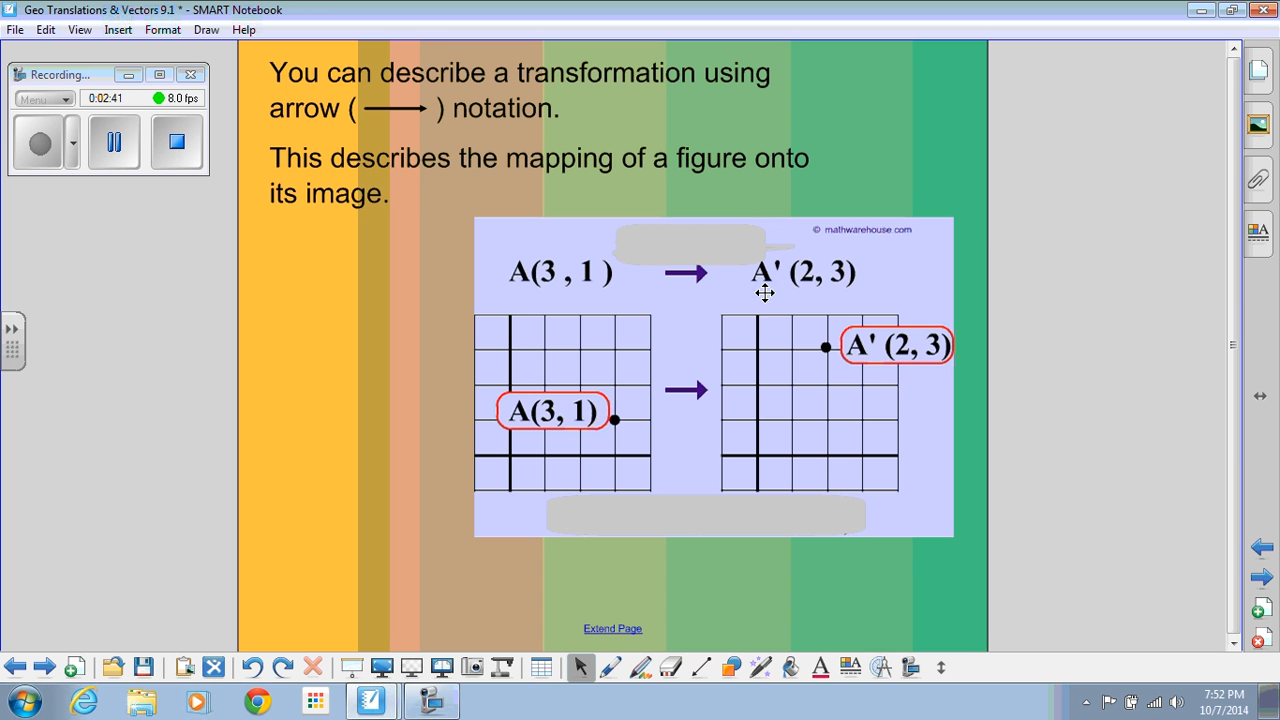 Geo Translations & Vectors 9.1 * - SMART Notebook
File Edit View Insert Format Draw Help
Recording...
Menu
0:02:41 8.0 fps
You can describe a transformation using
arrow ( ) notation.
This describes the mapping of a figure onto
its image.
© mathwarehouse.com
A(3 , 1 ) A' (2, 3)
A' (2, 3)
A(3, 1)
Extend Page
7:52 PM
10/7/2014